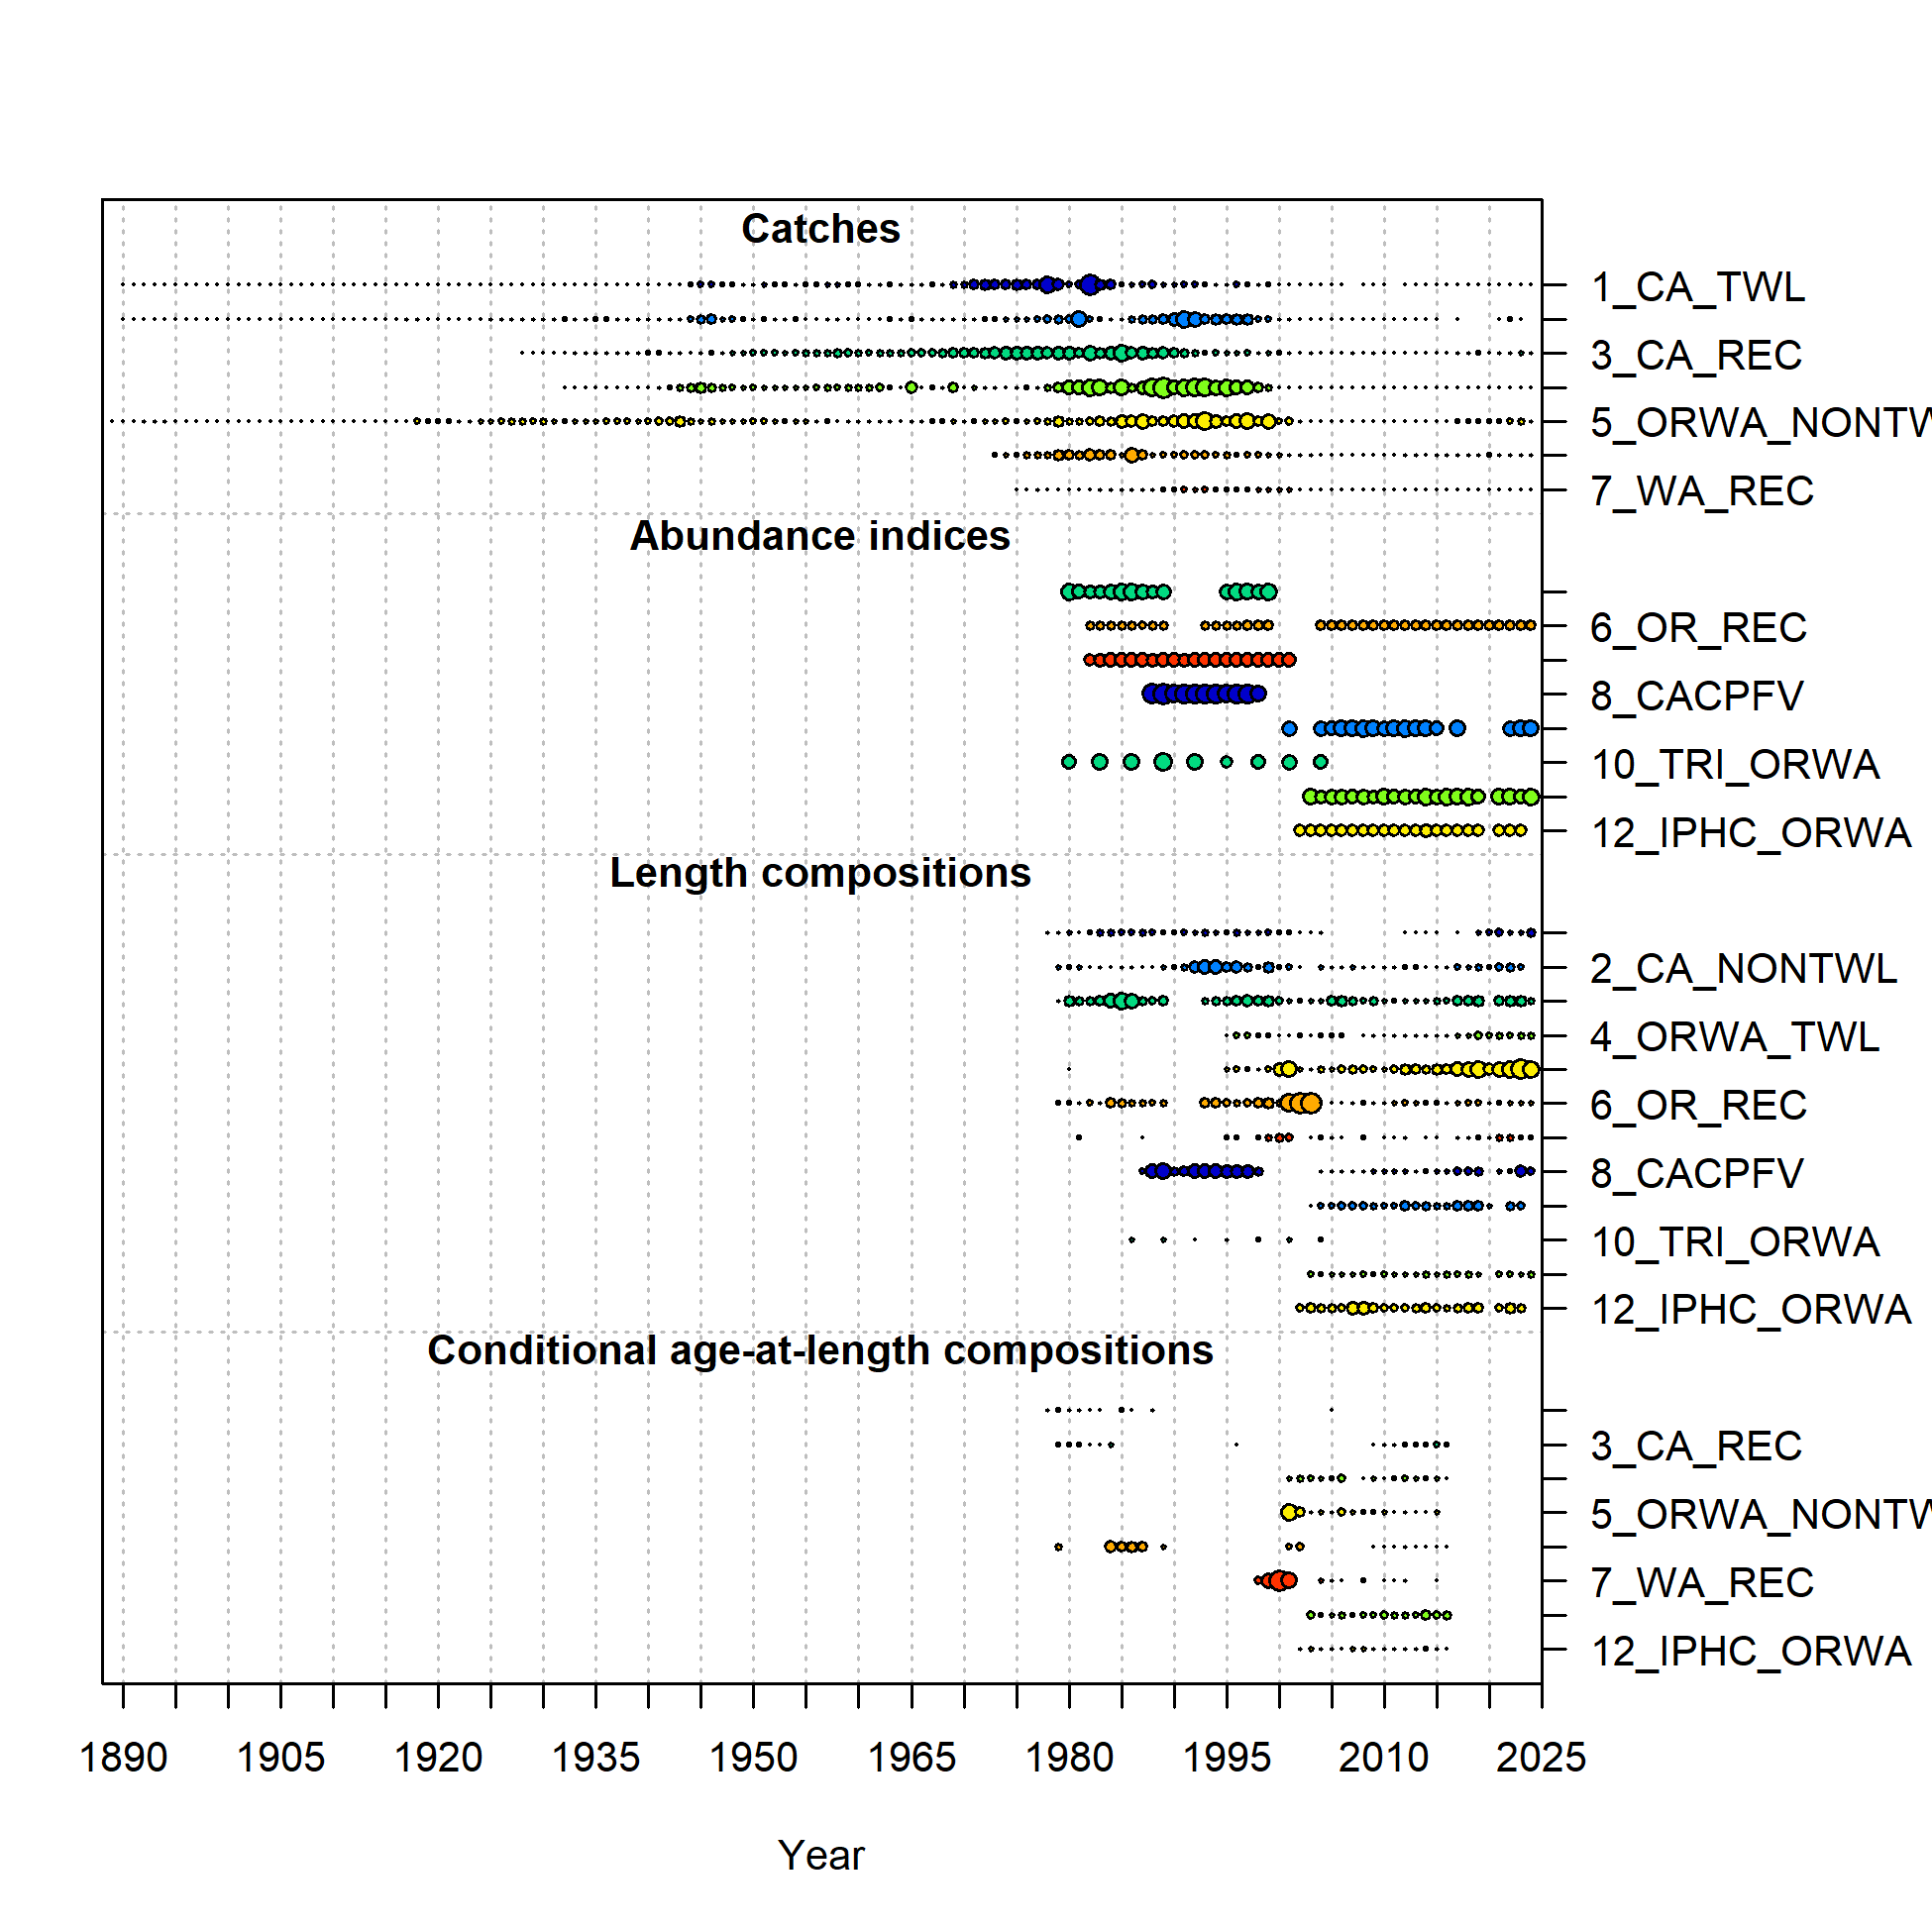 Catches
1_CA_TWL
3_CA_REC
5_ORWA_NONTW
7_WA_REC
Abundance indices
6_OR_REC
8_CACPFV
10_TRI_ORWA
12_IPHC_ORWA
Length compositions
2_CA_NONTWL
4_ORWA_TWL
6_OR_REC
8_CACPFV
10_TRI_ORWA
12_IPHC_ORWA
Conditional age-at-length compositions
3_CA_REC
5_ORWA_NONTW
7_WA_REC
12_IPHC_ORWA
1890 1905 1920 1935 1950 1965 1980 1995 2010 2025
Year